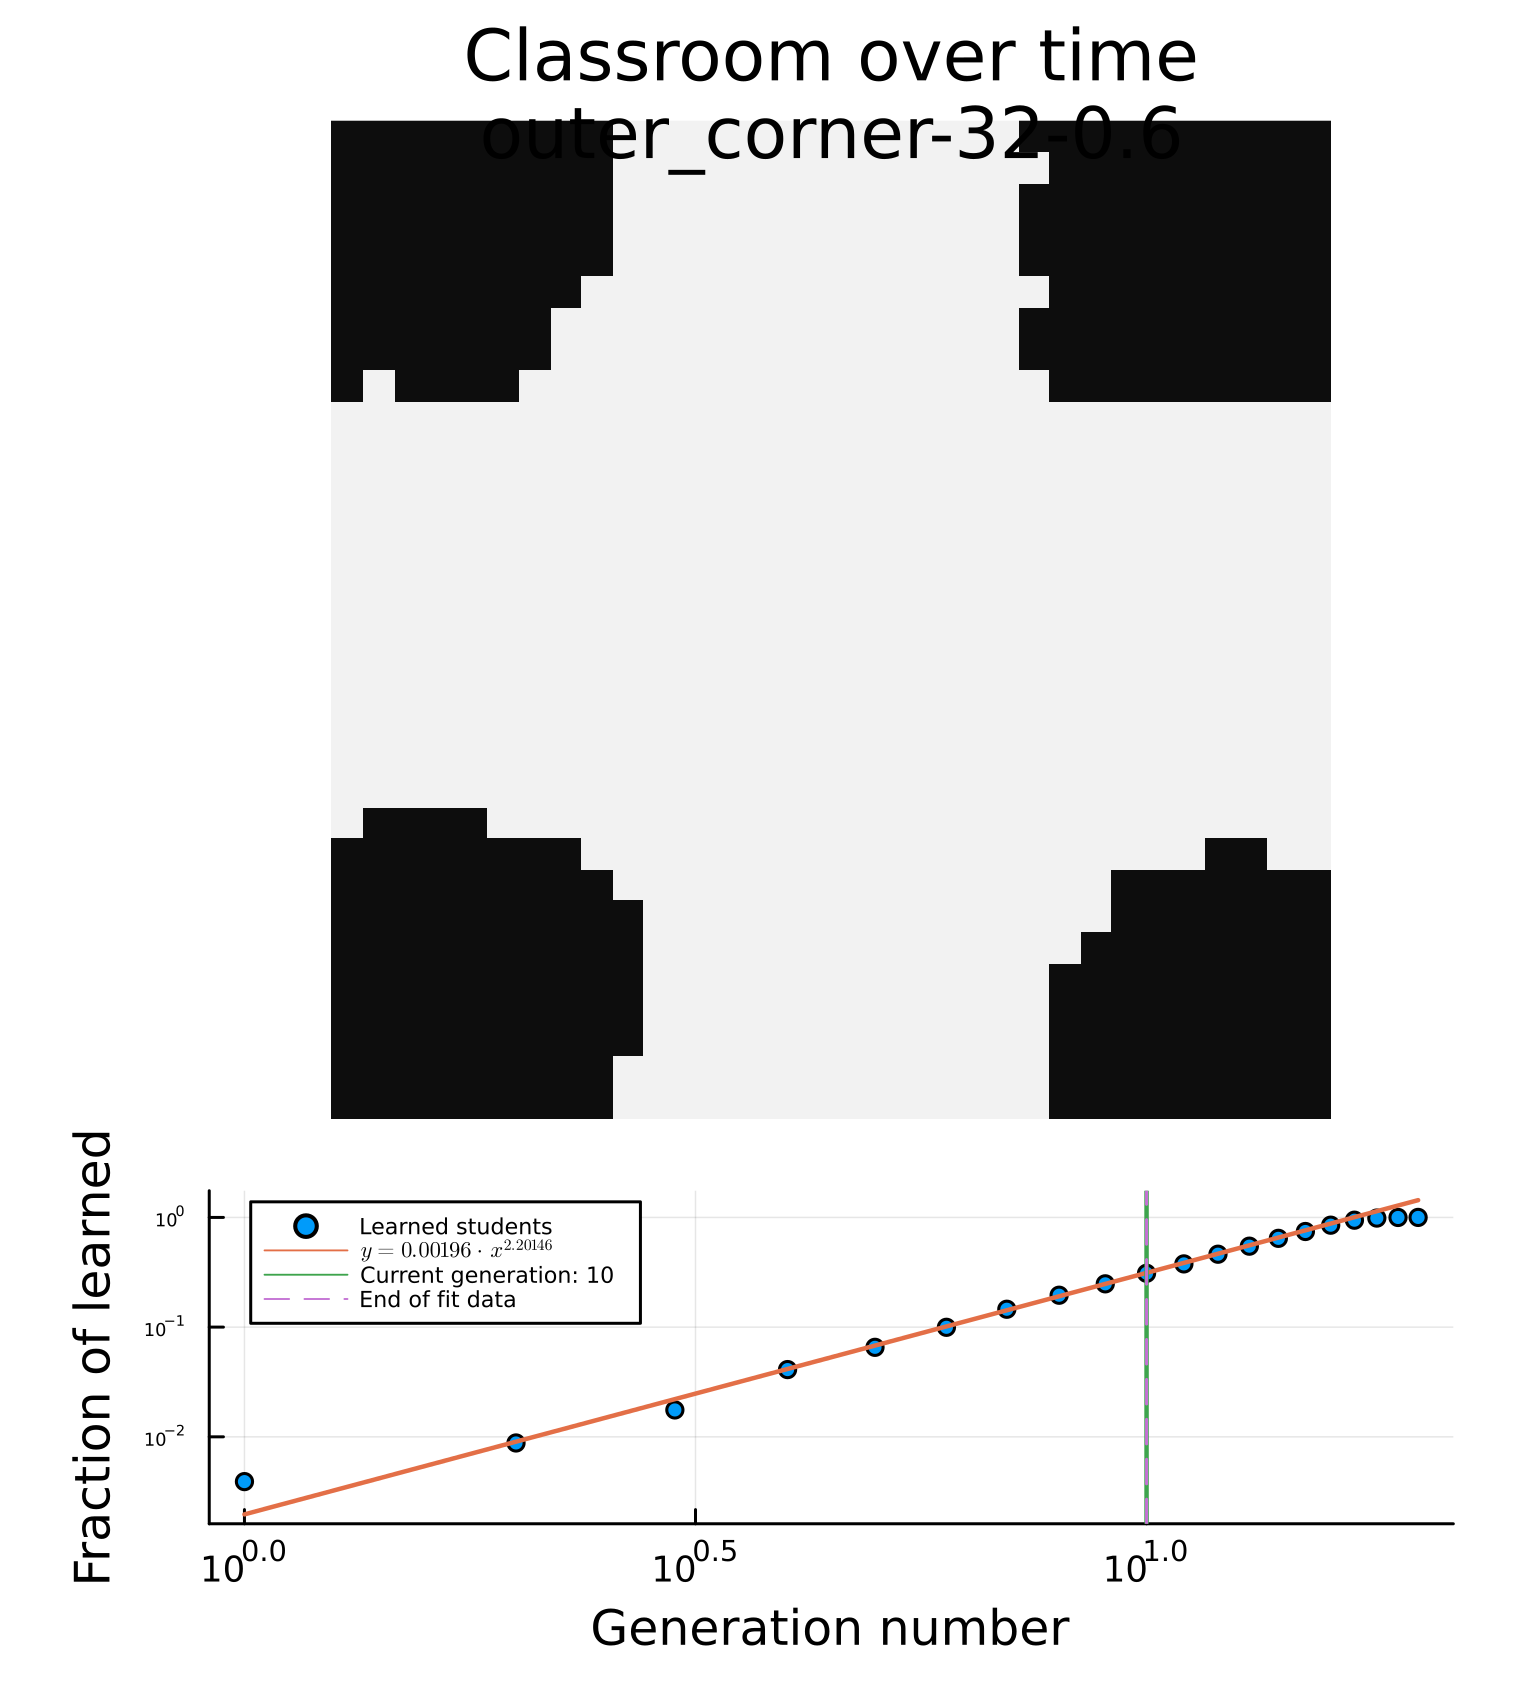 Classroom over time
outer_corner-32-0.6
Fraction of learned
10⁰
10⁻¹
10⁻²
Learned students
y = 0.00196 · x^2.20146
Current generation: 10
End of fit data
10^0.0
10^0.5
10^1.0
Generation number